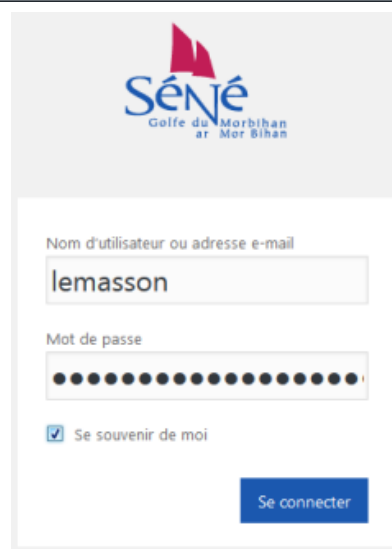 Séné
Golfe du Morbihan
ar Mor Bihan
Nom d'utilisateur ou adresse e-mail
lemasson
Mot de passe
Se souvenir de moi
Se connecter